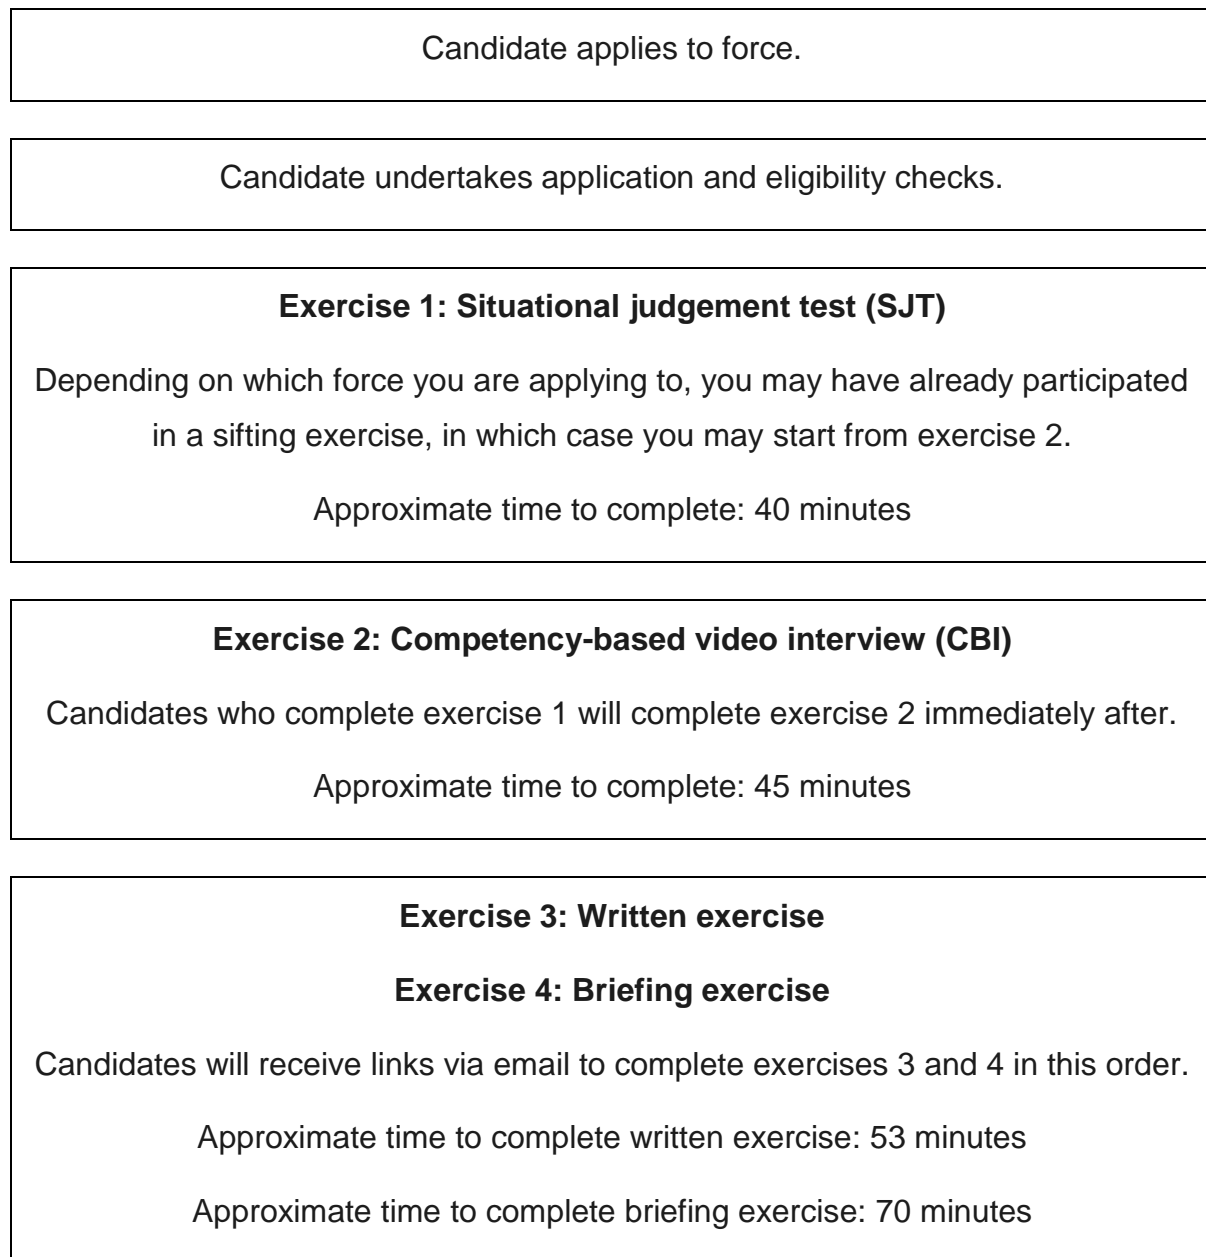 Candidate applies to force.
Candidate undertakes application and eligibility checks.
Exercise 1: Situational judgement test (SJT)
Depending on which force you are applying to, you may have already participated
in a sifting exercise, in which case you may start from exercise 2.
Approximate time to complete: 40 minutes
Exercise 2: Competency-based video interview (CBI)
Candidates who complete exercise 1 will complete exercise 2 immediately after.
Approximate time to complete: 45 minutes
Exercise 3: Written exercise
Exercise 4: Briefing exercise
Candidates will receive links via email to complete exercises 3 and 4 in this order.
Approximate time to complete written exercise: 53 minutes
Approximate time to complete briefing exercise: 70 minutes